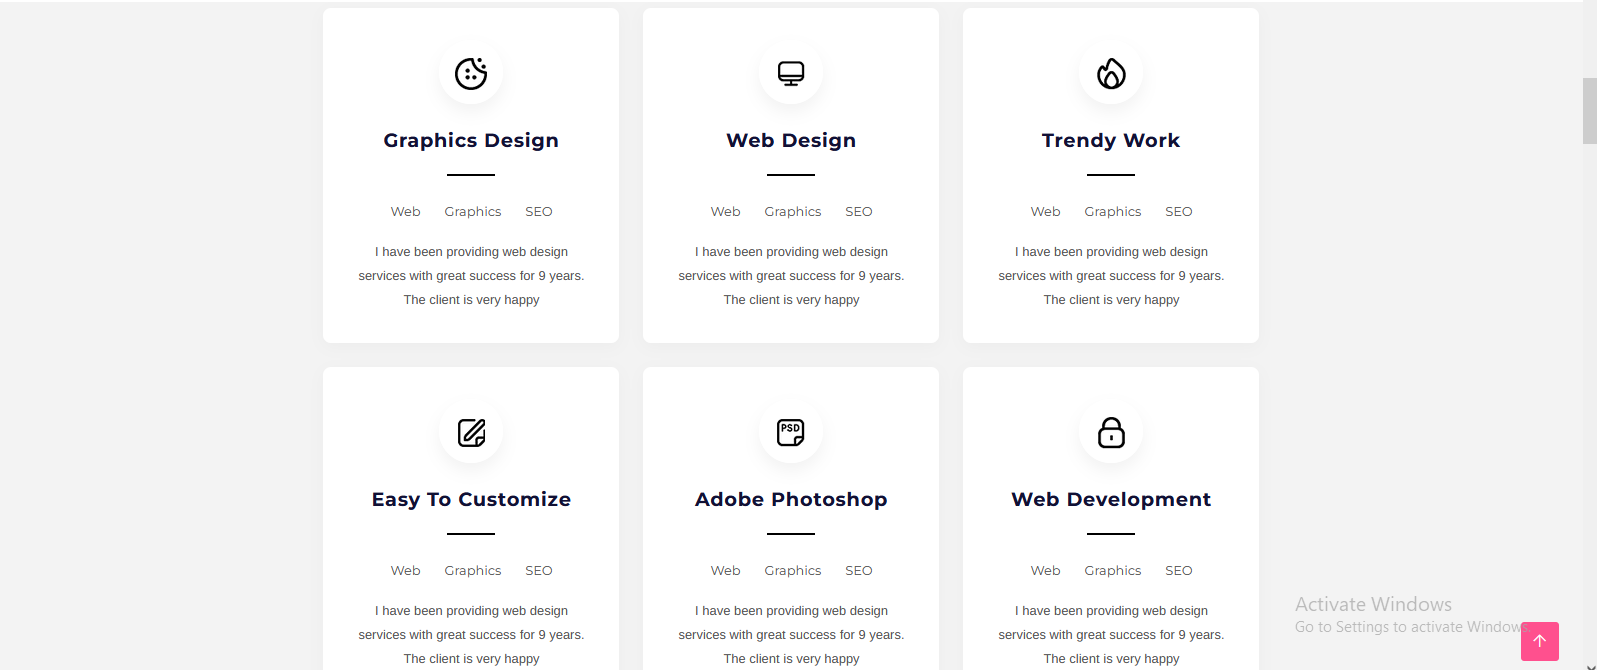 Graphics Design
Web Graphics SEO
I have been providing web design
services with great success for 9 years.
The client is very happy
Web Design
Web Graphics SEO
I have been providing web design
services with great success for 9 years.
The client is very happy
Trendy Work
Web Graphics SEO
I have been providing web design
services with great success for 9 years.
The client is very happy
Easy To Customize
Web Graphics SEO
I have been providing web design
services with great success for 9 years.
The client is very happy
PSD
Adobe Photoshop
Web Graphics SEO
I have been providing web design
services with great success for 9 years.
The client is very happy
Web Development
Web Graphics SEO
I have been providing web design
services with great success for 9 years.
The client is very happy
Activate Windows
Go to Settings to activate Windows.